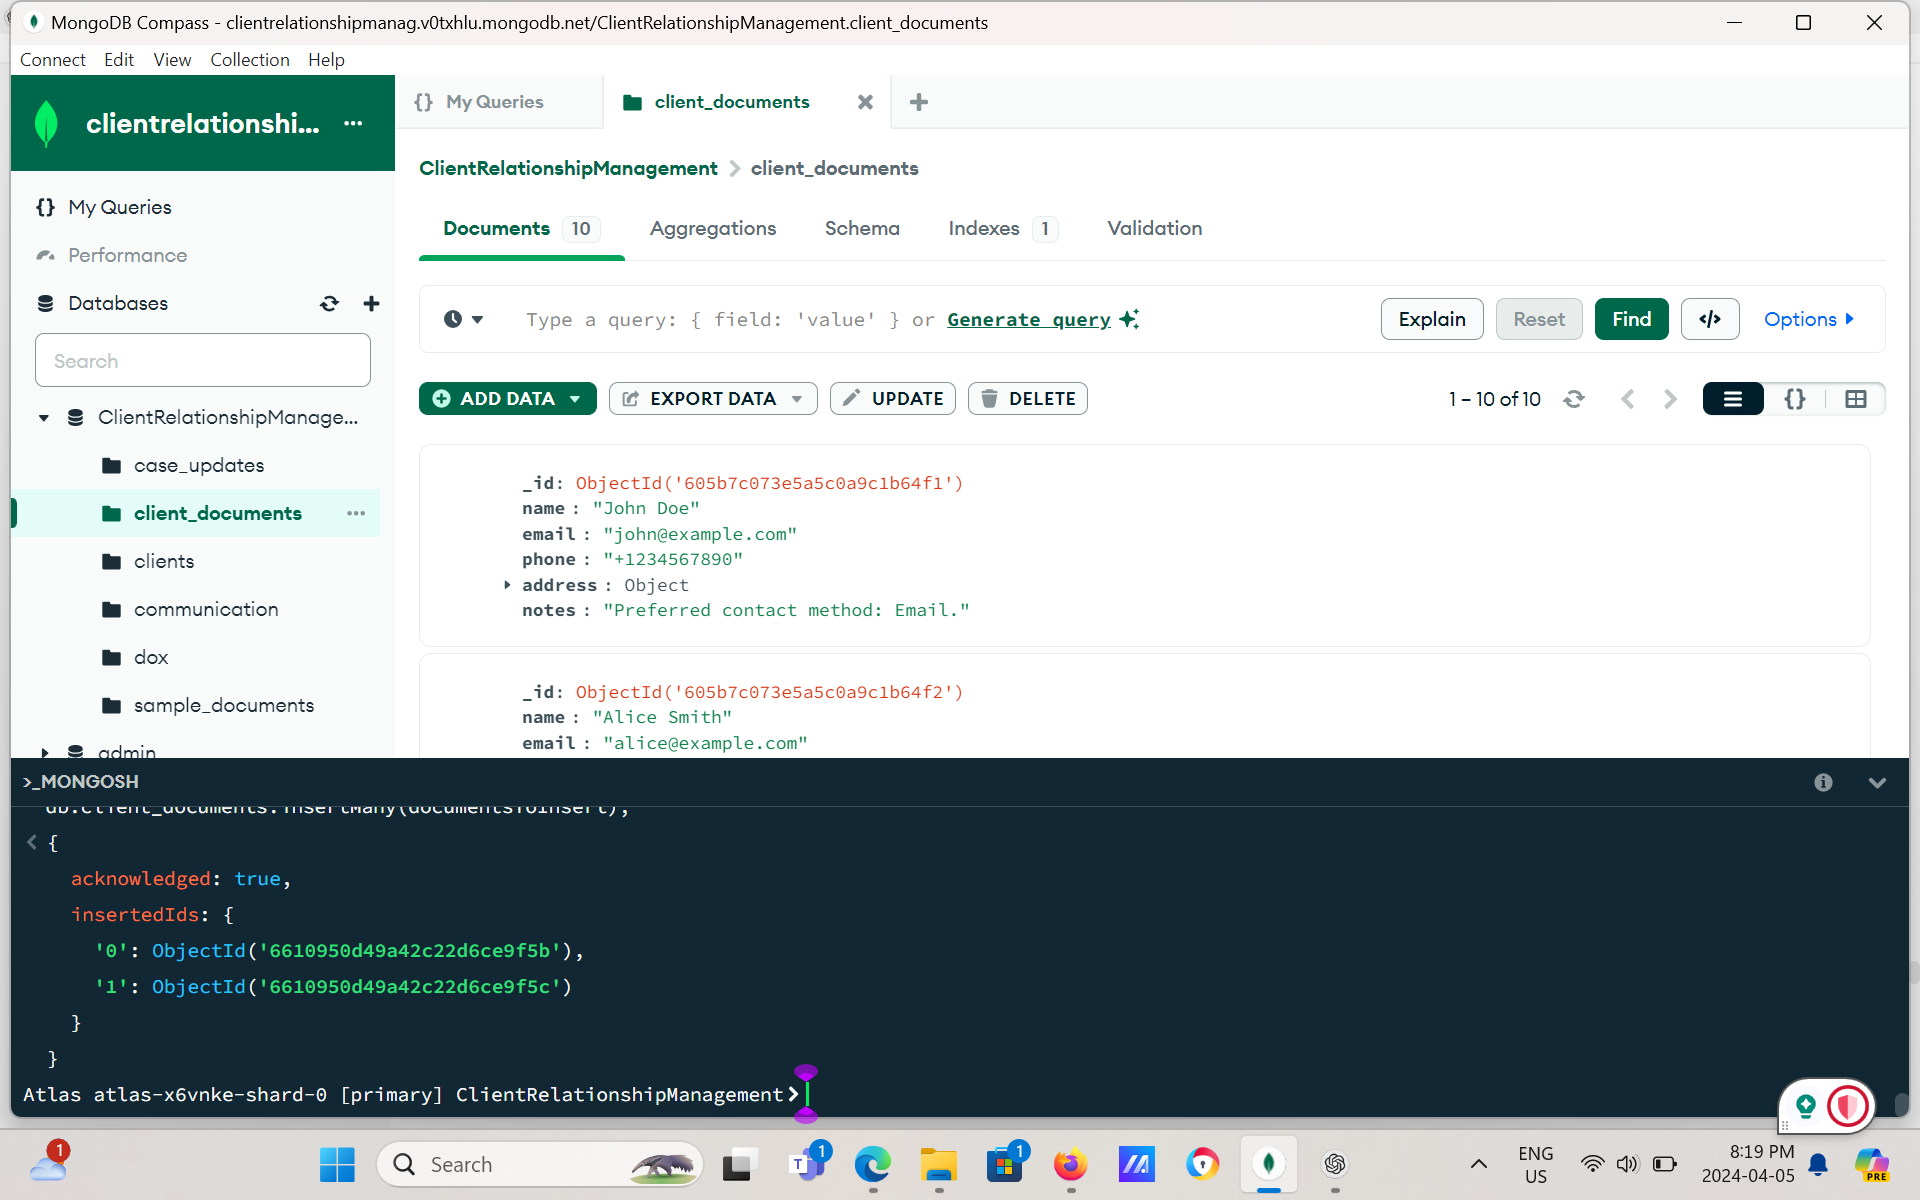 MongoDB Compass - clientrelationshipmanag.v0txhlu.mongodb.net/ClientRelationshipManagement.client_documents
Connect Edit View Collection Help
clientrelationshi... ...
{} My Queries
client_documents
ClientRelationshipManagement > client_documents
{} My Queries
Performance
Databases
Search
ClientRelationshipManage...
case_updates
client_documents ...
clients
communication
dox
sample_documents
admin
Documents 10 Aggregations Schema Indexes 1 Validation
Type a query: { field: 'value' } or Generate query
Explain Reset Find </> Options
ADD DATA EXPORT DATA UPDATE DELETE
1 – 10 of 10 {}
_id: ObjectId('605b7c073e5a5c0a9c1b64f1')
name : "John Doe"
email : "john@example.com"
phone : "+1234567890"
address : Object
notes : "Preferred contact method: Email."
_id: ObjectId('605b7c073e5a5c0a9c1b64f2')
name : "Alice Smith"
email : "alice@example.com"
>_MONGOSH
db.client_documents.insertMany(documentsToInsert);
< {
acknowledged: true,
insertedIds: {
'0': ObjectId('6610950d49a42c22d6ce9f5b'),
'1': ObjectId('6610950d49a42c22d6ce9f5c')
}
}
Atlas atlas-x6vnke-shard-0 [primary] ClientRelationshipManagement>
1
Search
1
1
ENG
US
8:19 PM
2024-04-05
PRE